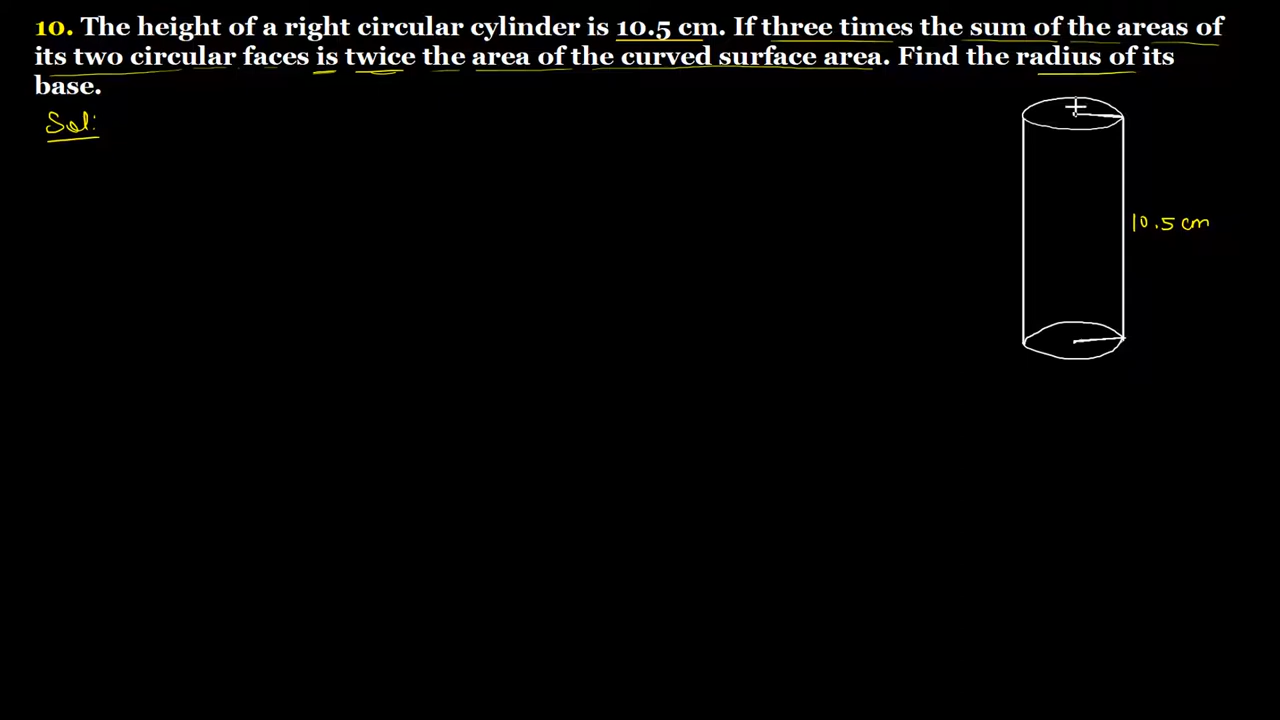 10. The height of a right circular cylinder is 10.5 cm. If three times the sum of the areas of
its two circular faces is twice the area of the curved surface area. Find the radius of its
base.
Sol:
10.5 cm